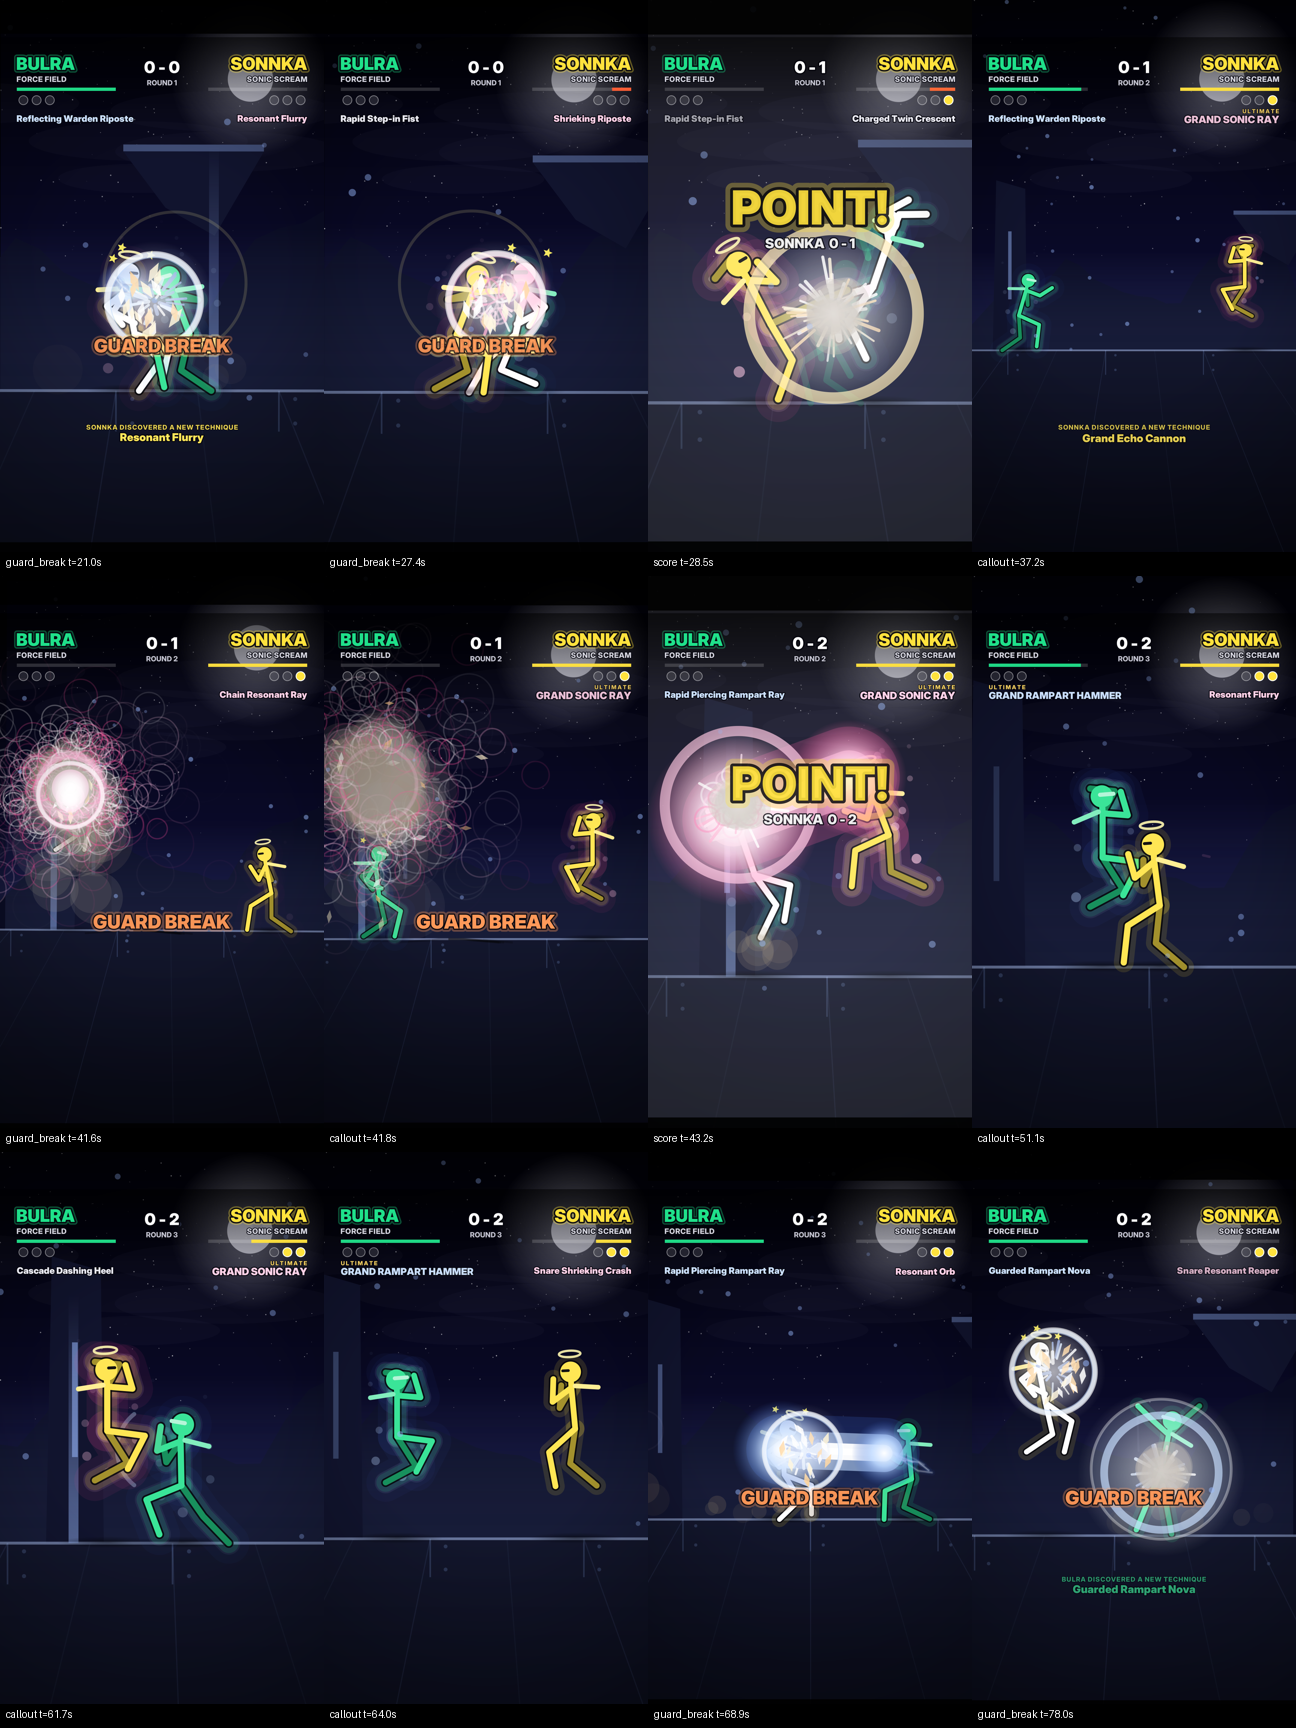 BULRA
FORCE FIELD
0-0
ROUND 1
SONNKA
SONIC SCREAM
Reflecting Warden Riposte
Resonant Flurry
GUARD BREAK
SONNKA DISCOVERED A NEW TECHNIQUE
Resonant Flurry
guard_break t=21.0s
BULRA
FORCE FIELD
0-0
ROUND 1
SONNKA
SONIC SCREAM
Rapid Step-in Fist
Shrieking Riposte
GUARD BREAK
guard_break t=27.4s
BULRA
FORCE FIELD
0-1
ROUND 1
SONNKA
SONIC SCREAM
Rapid Step-in Fist
Charged Twin Crescent
POINT!
SONNKA 0-1
score t=28.5s
BULRA
FORCE FIELD
0-1
ROUND 2
SONNKA
SONIC SCREAM
Reflecting Warden Riposte
ULTIMATE
GRAND SONIC RAY
SONNKA DISCOVERED A NEW TECHNIQUE
Grand Echo Cannon
callout t=37.2s
BULRA
FORCE FIELD
0-1
ROUND 2
SONNKA
SONIC SCREAM
Chain Resonant Ray
GUARD BREAK
guard_break t=41.6s
BULRA
FORCE FIELD
0-1
ROUND 2
SONNKA
SONIC SCREAM
ULTIMATE
GRAND SONIC RAY
GUARD BREAK
callout t=41.8s
BULRA
FORCE FIELD
0-2
ROUND 2
SONNKA
SONIC SCREAM
Rapid Piercing Rampart Ray
ULTIMATE
GRAND SONIC RAY
POINT!
SONNKA 0-2
score t=43.2s
BULRA
FORCE FIELD
0-2
ROUND 3
SONNKA
SONIC SCREAM
ULTIMATE
GRAND RAMPART HAMMER
Resonant Flurry
callout t=51.1s
BULRA
FORCE FIELD
0-2
ROUND 3
SONNKA
SONIC SCREAM
Cascade Dashing Heel
ULTIMATE
GRAND SONIC RAY
callout t=61.7s
BULRA
FORCE FIELD
0-2
ROUND 3
SONNKA
SONIC SCREAM
ULTIMATE
GRAND RAMPART HAMMER
Snare Shrieking Crash
callout t=64.0s
BULRA
FORCE FIELD
0-2
ROUND 3
SONNKA
SONIC SCREAM
Rapid Piercing Rampart Ray
Resonant Orb
GUARD BREAK
guard_break t=68.9s
BULRA
FORCE FIELD
0-2
ROUND 3
SONNKA
SONIC SCREAM
Guarded Rampart Nova
Snare Resonant Reaper
GUARD BREAK
BULRA DISCOVERED A NEW TECHNIQUE
Guarded Rampart Nova
guard_break t=78.0s